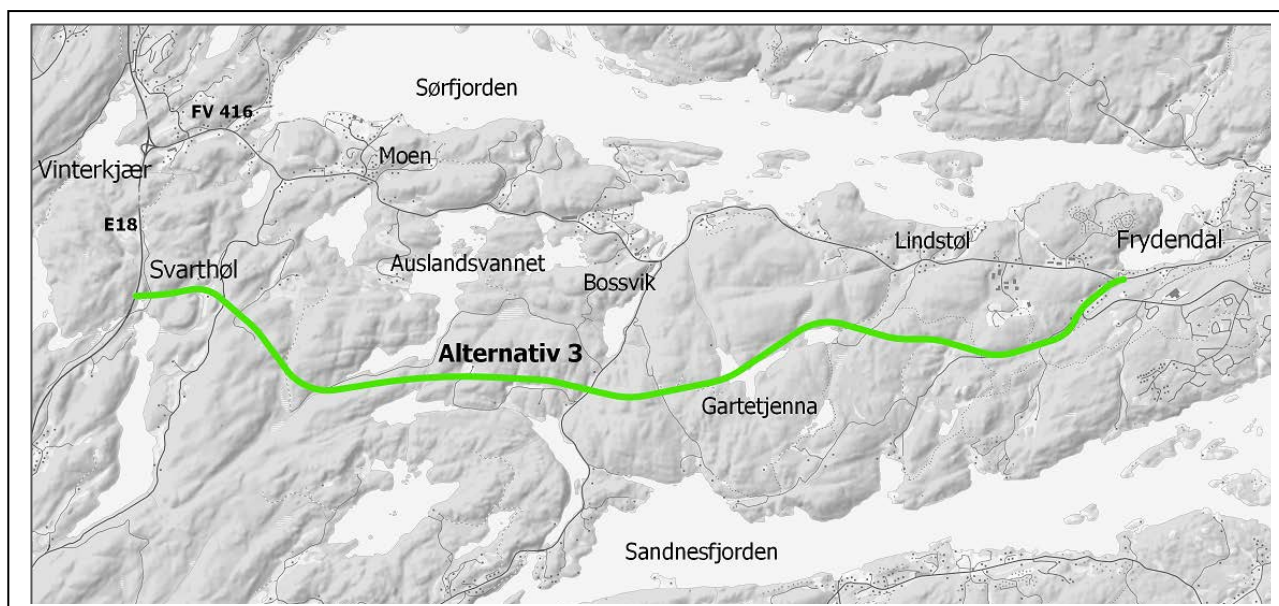 Sørfjorden
FV 416
Moen
Vinterkjær
E18
Lindstøl
Frydendal
Svarthøl
Auslandsvannet
Bossvik
Alternativ 3
Gartetjenna
Sandnesfjorden